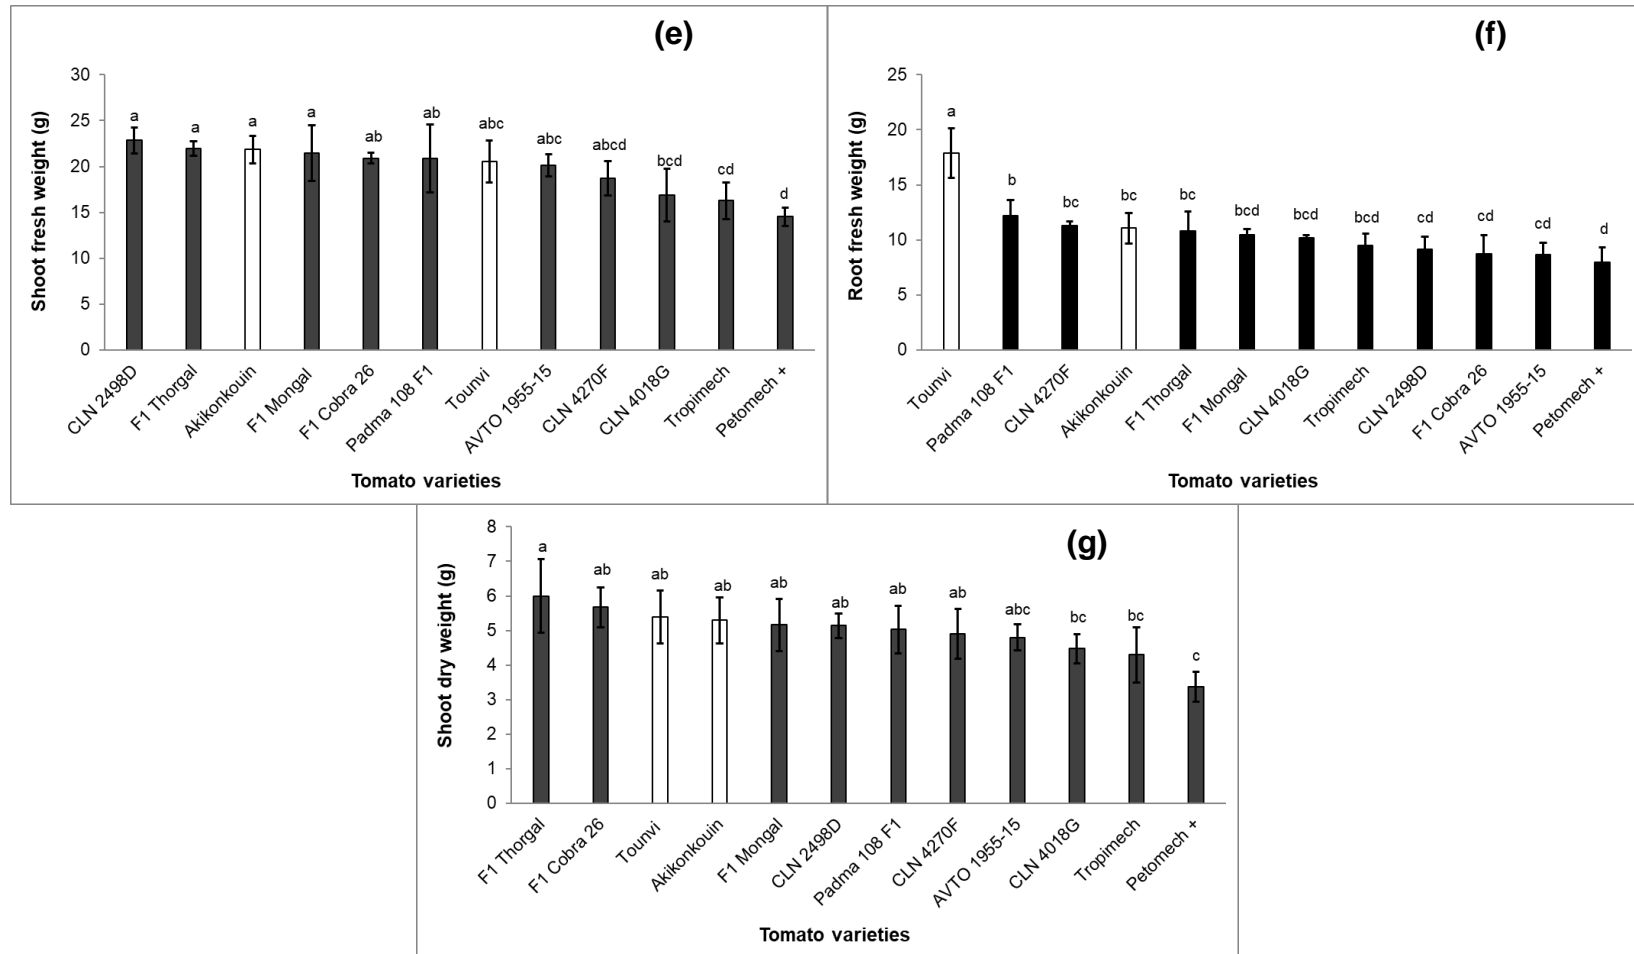 (e)
Shoot fresh weight (g)
30
25
20
15
10
5
0
a
a
a
a
ab
ab
abc
abc
abcd
bcd
cd
d
CLN 2498D
F1 Thorgal
Akikonkouin
F1 Mongal
F1 Cobra 26
Padma 108 F1
Tounvi
AVTO 1955-15
CLN 4270F
CLN 4018G
Tropimech
Petomech +
Tomato varieties
(f)
Root fresh weight (g)
25
20
15
10
5
0
a
b
bc
bc
bc
bcd
bcd
bcd
cd
cd
cd
d
Tounvi
Padma 108 F1
CLN 4270F
Akikonkouin
F1 Thorgal
F1 Mongal
CLN 4018G
Tropimech
CLN 2498D
F1 Cobra 26
AVTO 1955-15
Petomech +
Tomato varieties
(g)
Shoot dry weight (g)
8
7
6
5
4
3
2
1
0
a
ab
ab
ab
ab
ab
ab
ab
abc
bc
bc
c
F1 Thorgal
F1 Cobra 26
Tounvi
Akikonkouin
F1 Mongal
CLN 2498D
Padma 108 F1
CLN 4270F
AVTO 1955-15
CLN 4018G
Tropimech
Petomech +
Tomato varieties